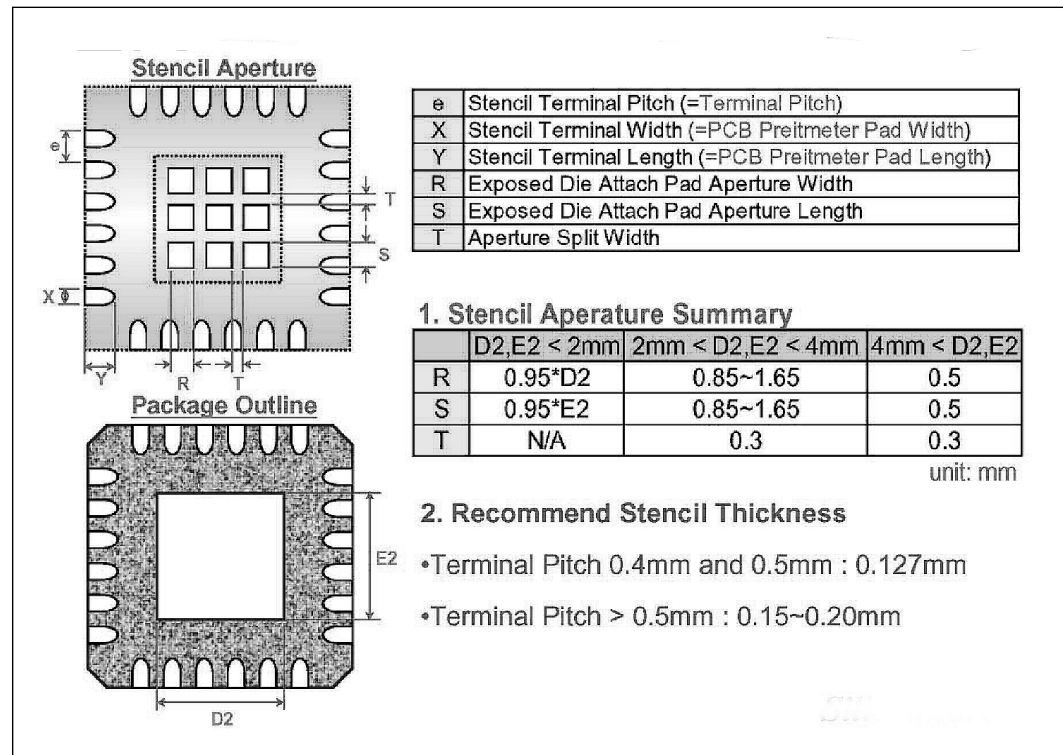 Stencil Aperture
e
T
S
X
Y
R
T
Package Outline
E2
D2
e Stencil Terminal Pitch (=Terminal Pitch)
X Stencil Terminal Width (=PCB Preitmeter Pad Width)
Y Stencil Terminal Length (=PCB Preitmeter Pad Length)
R Exposed Die Attach Pad Aperture Width
S Exposed Die Attach Pad Aperture Length
T Aperture Split Width
1. Stencil Aperature Summary
D2,E2 < 2mm 2mm < D2,E2 < 4mm 4mm < D2,E2
R 0.95*D2 0.85~1.65 0.5
S 0.95*E2 0.85~1.65 0.5
T N/A 0.3 0.3
unit: mm
2. Recommend Stencil Thickness
•Terminal Pitch 0.4mm and 0.5mm : 0.127mm
•Terminal Pitch > 0.5mm : 0.15~0.20mm